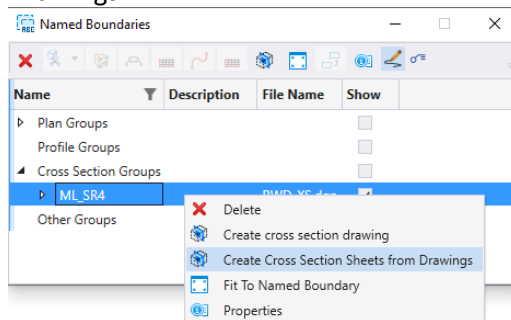 Named Boundaries
Name Description File Name Show
Plan Groups
Profile Groups
Cross Section Groups
ML_SR4
Other Groups
Delete
Create cross section drawing
Create Cross Section Sheets from Drawings
Fit To Named Boundary
Properties